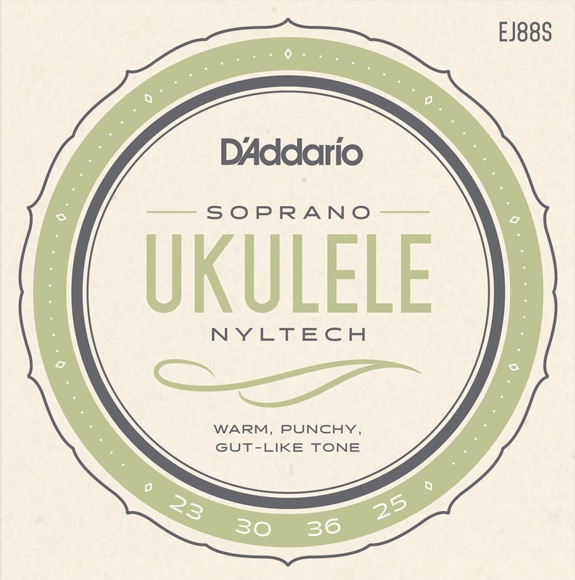 EJ88S
D'Addario
SOPRANO
UKULELE
NYLTECH
WARM, PUNCHY,
GUT-LIKE TONE
23 30 36 25